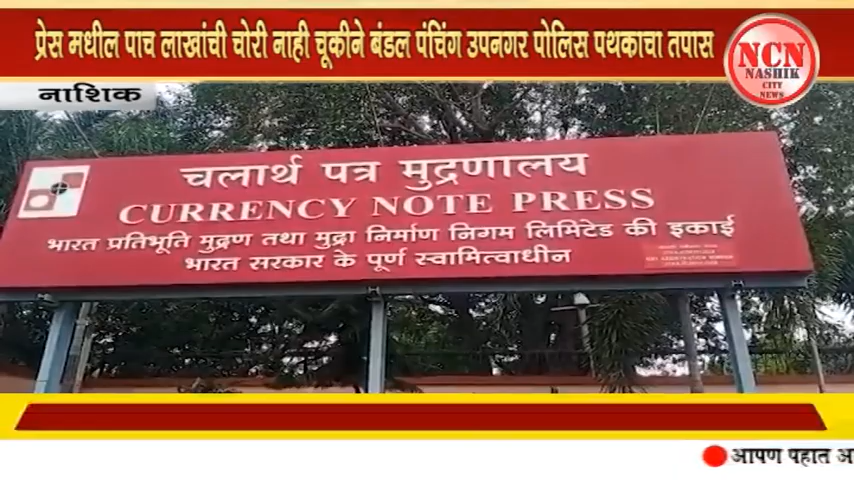 प्रेस मधील पाच लाखांची चोरी नाही चूकीने बंडल पंचिंग उपनगर पोलिस पथकाचा तपास
NCN
NASHIK
CITY
NEWS
नाशिक
चलार्थ पत्र मुद्रणालय
CURRENCY NOTE PRESS
भारत प्रतिभूति मुद्रण तथा मुद्रा निर्माण निगम लिमिटेड की इकाई
भारत सरकार के पूर्ण स्वामित्वाधीन
आपण पहात अ